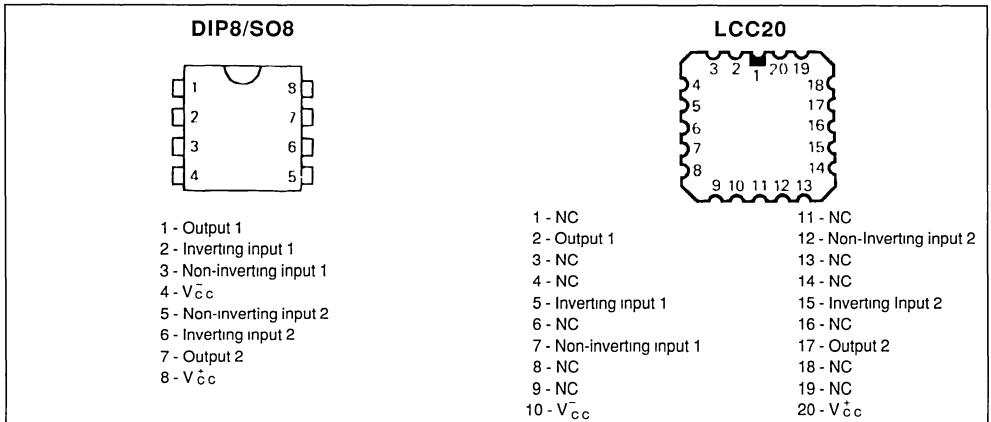 DIP8/SO8
1 8
2 7
3 6
4 5
1 - Output 1
2 - Inverting input 1
3 - Non-inverting input 1
4 - V⁻cc
5 - Non-inverting input 2
6 - Inverting input 2
7 - Output 2
8 - V⁺cc
LCC20
3 2 1 20 19
4 18
5 17
6 16
7 15
8 14
9 10 11 12 13
1 - NC
2 - Output 1
3 - NC
4 - NC
5 - Inverting input 1
6 - NC
7 - Non-inverting input 1
8 - NC
9 - NC
10 - V⁻cc
11 - NC
12 - Non-Inverting input 2
13 - NC
14 - NC
15 - Inverting Input 2
16 - NC
17 - Output 2
18 - NC
19 - NC
20 - V⁺cc